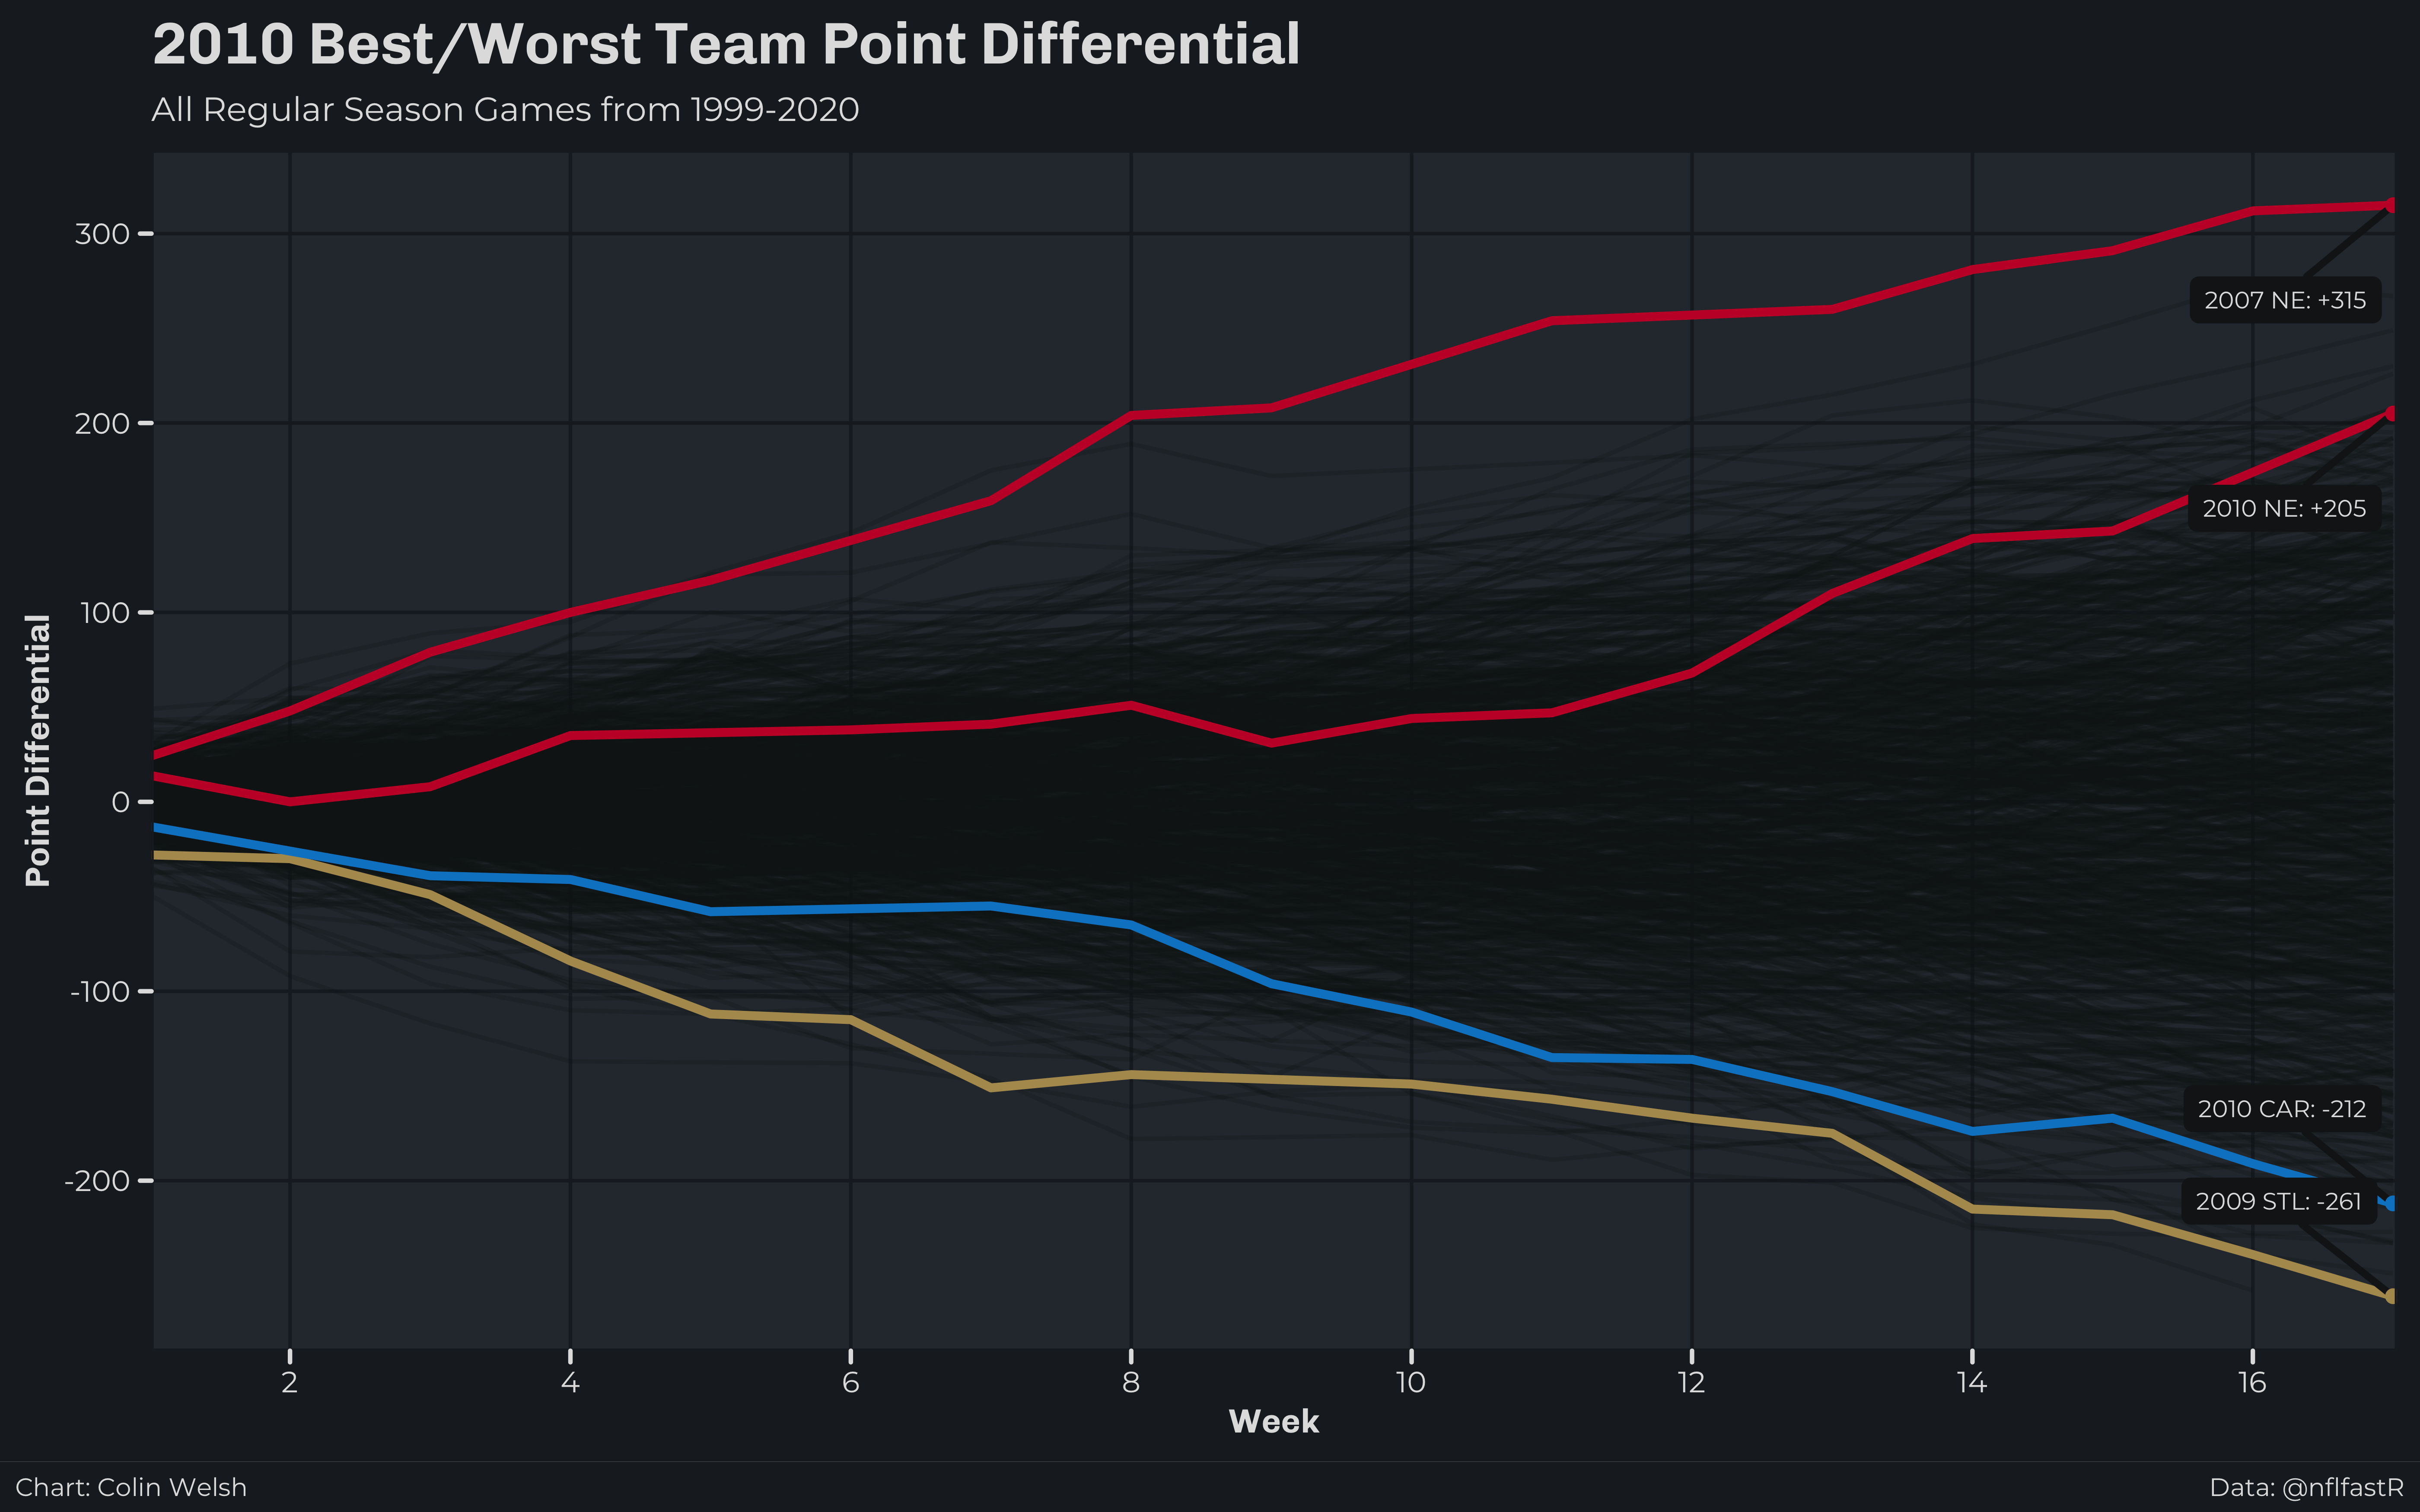 2010 Best/Worst Team Point Differential
All Regular Season Games from 1999-2020
Point Differential
300
200
100
0
-100
-200
2007 NE: +315
2010 NE: +205
2010 CAR: -212
2009 STL: -261
2
4
6
8
10
12
14
16
Week
Chart: Colin Welsh
Data: @nflfastR